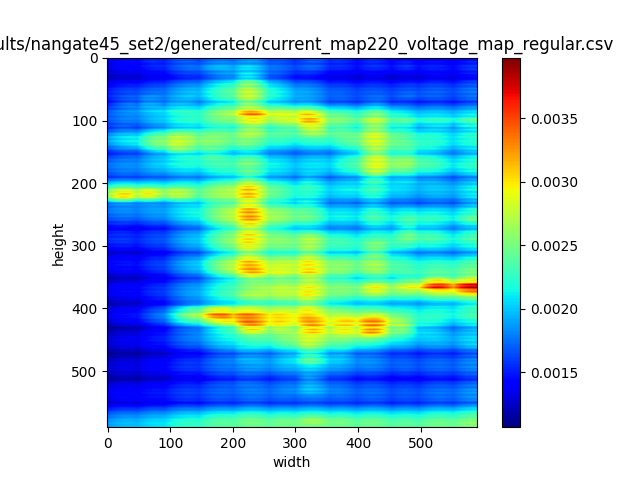 ults/nangate45_set2/generated/current_map220_voltage_map_regular.csv
0
100
200
300
400
500
height
0 100 200 300 400 500
width
0.0035
0.0030
0.0025
0.0020
0.0015